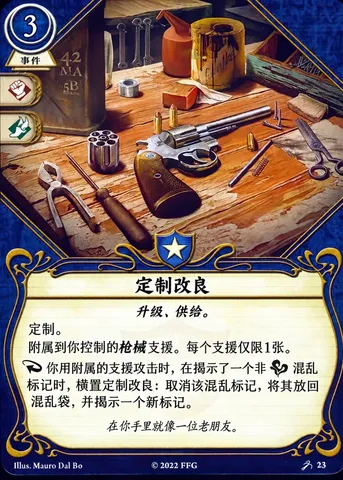 3
事件
4.2
MA
5B
定制改良
升级、供给。
定制。
附属到你控制的枪械支援。每个支援仅限1张。
你用附属的支援攻击时，在揭示了一个非 混乱
标记时，横置定制改良：取消该混乱标记，将其放回
混乱袋，并揭示一个新标记。
在你手里就像一位老朋友。
Illus. Mauro Dal Bo
© 2022 FFG
23